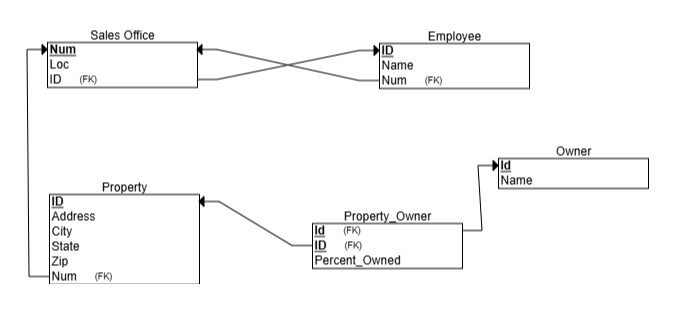 Sales Office
Num
Loc
ID (FK)
Employee
ID
Name
Num (FK)
Owner
Id
Name
Property
ID
Address
City
State
Zip
Num (FK)
Property_Owner
Id (FK)
ID (FK)
Percent_Owned